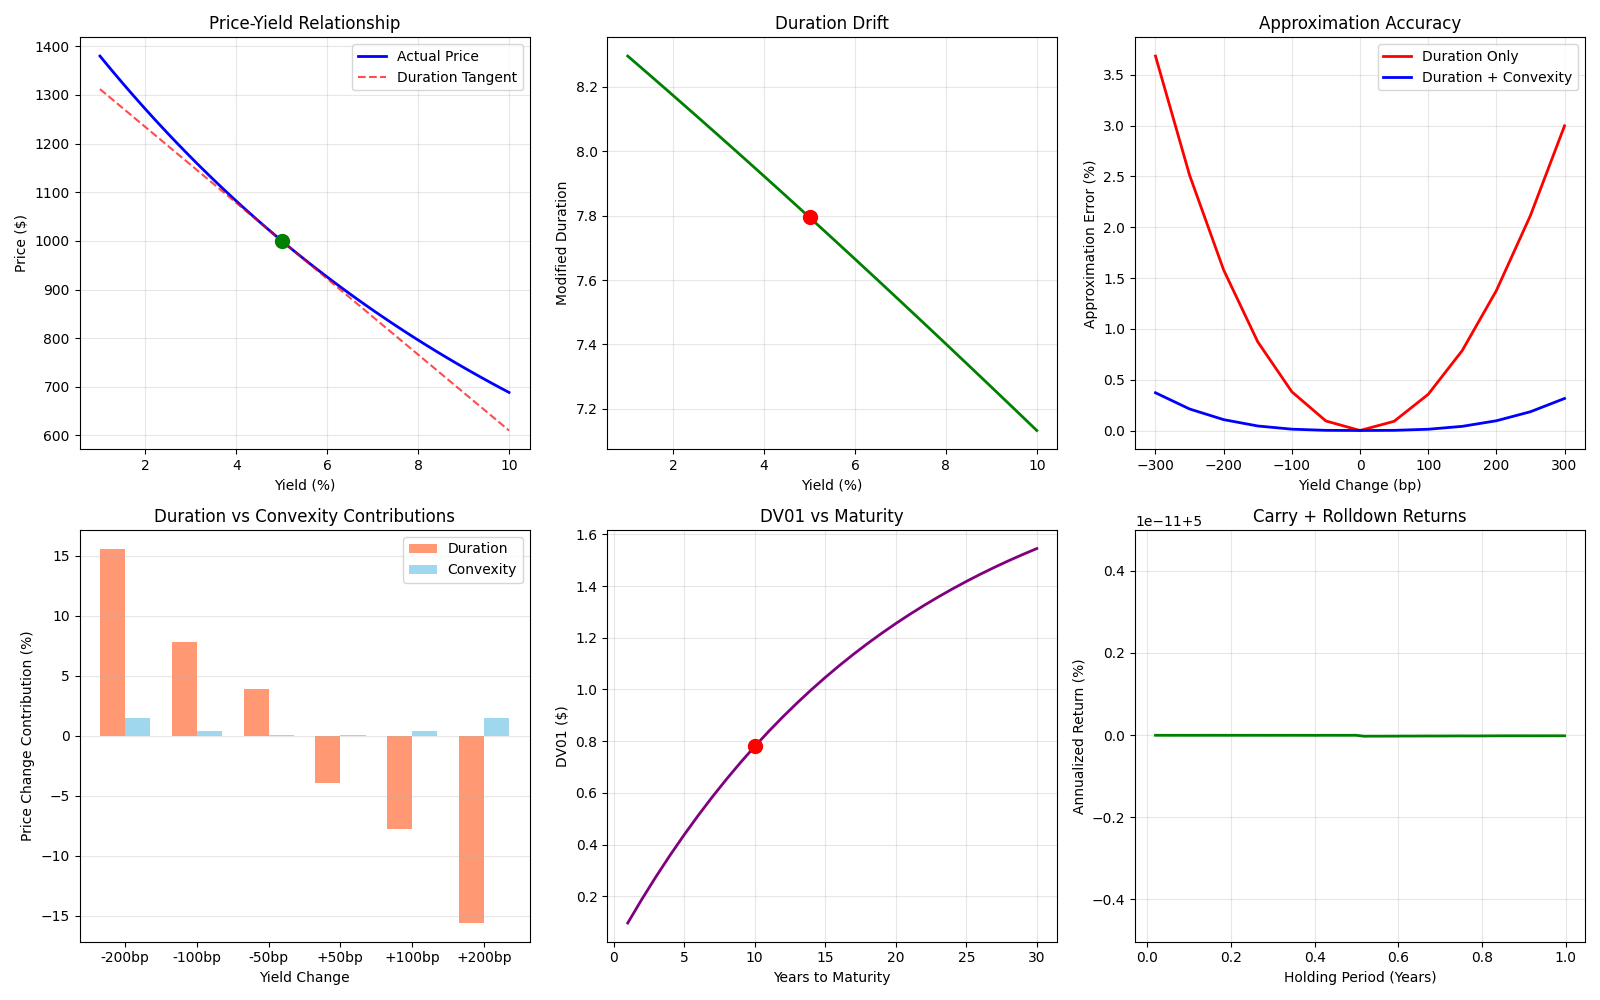 Price-Yield Relationship
Price ($)
1400
1300
1200
1100
1000
900
800
700
600
Actual Price
Duration Tangent
2
4
6
8
10
Yield (%)
Duration Drift
Modified Duration
8.2
8.0
7.8
7.6
7.4
7.2
2
4
6
8
10
Yield (%)
Approximation Accuracy
Approximation Error (%)
3.5
3.0
2.5
2.0
1.5
1.0
0.5
0.0
Duration Only
Duration + Convexity
−300
−200
−100
0
100
200
300
Yield Change (bp)
Duration vs Convexity Contributions
Price Change Contribution (%)
15
10
5
0
−5
−10
−15
Duration
Convexity
-200bp
-100bp
-50bp
+50bp
+100bp
+200bp
Yield Change
DV01 vs Maturity
DV01 ($)
1.6
1.4
1.2
1.0
0.8
0.6
0.4
0.2
0
5
10
15
20
25
30
Years to Maturity
Carry + Rolldown Returns
1e−11+5
Annualized Return (%)
0.4
0.2
0.0
−0.2
−0.4
0.0
0.2
0.4
0.6
0.8
1.0
Holding Period (Years)